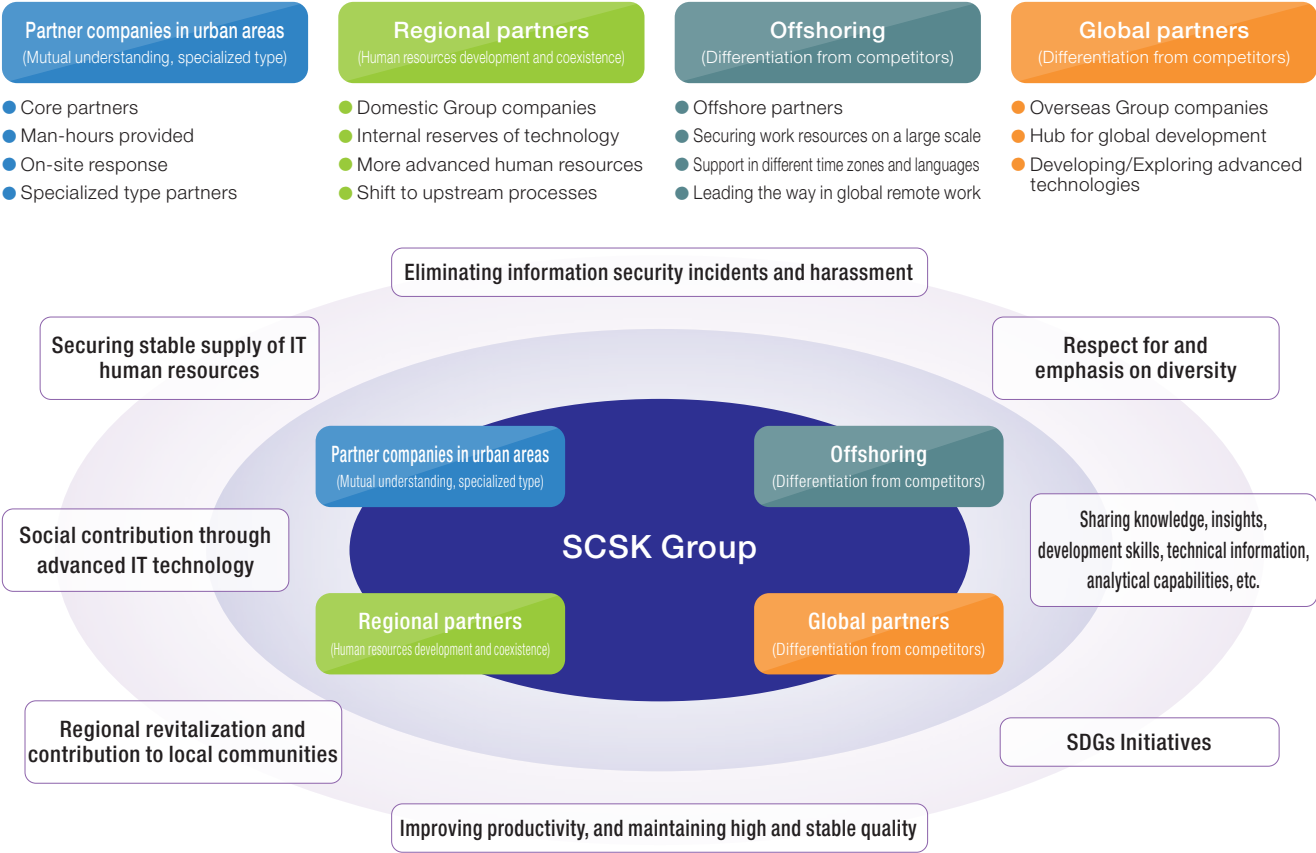 Partner companies in urban areas
(Mutual understanding, specialized type)
Core partners
Man-hours provided
On-site response
Specialized type partners
Regional partners
(Human resources development and coexistence)
Domestic Group companies
Internal reserves of technology
More advanced human resources
Shift to upstream processes
Offshoring
(Differentiation from competitors)
Offshore partners
Securing work resources on a large scale
Support in different time zones and languages
Leading the way in global remote work
Global partners
(Differentiation from competitors)
Overseas Group companies
Hub for global development
Developing/Exploring advanced
technologies
Eliminating information security incidents and harassment
Securing stable supply of IT
human resources
Respect for and
emphasis on diversity
Partner companies in urban areas
(Mutual understanding, specialized type)
Offshoring
(Differentiation from competitors)
Social contribution through
advanced IT technology
SCSK Group
Sharing knowledge, insights,
development skills, technical information,
analytical capabilities, etc.
Regional partners
(Human resources development and coexistence)
Global partners
(Differentiation from competitors)
Regional revitalization and
contribution to local communities
SDGs Initiatives
Improving productivity, and maintaining high and stable quality